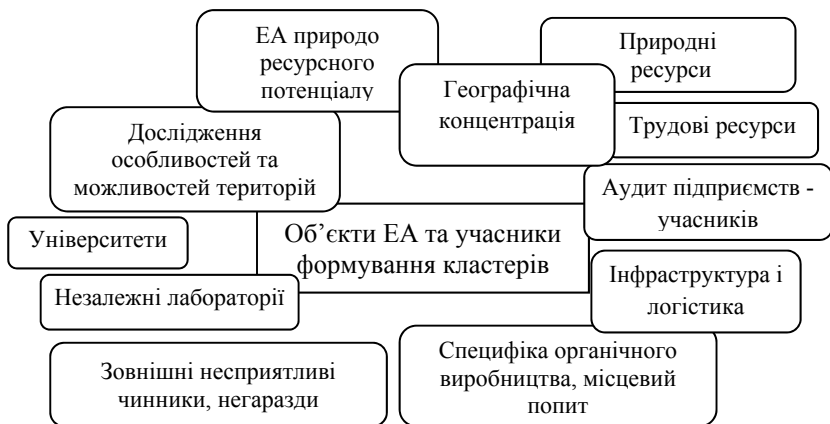 ЕА природо
ресурсного
потенціалу
Природні
ресурси
Географічна
концентрація
Дослідження
особливостей та
можливостей територій
Трудові ресурси
Аудит підприємств -
учасників
Університети
Об’єкти ЕА та учасники
формування кластерів
Незалежні лабораторії
Інфраструктура і
логістика
Зовнішні несприятливі
чинники, негаразди
Специфіка органічного
виробництва, місцевий
попит